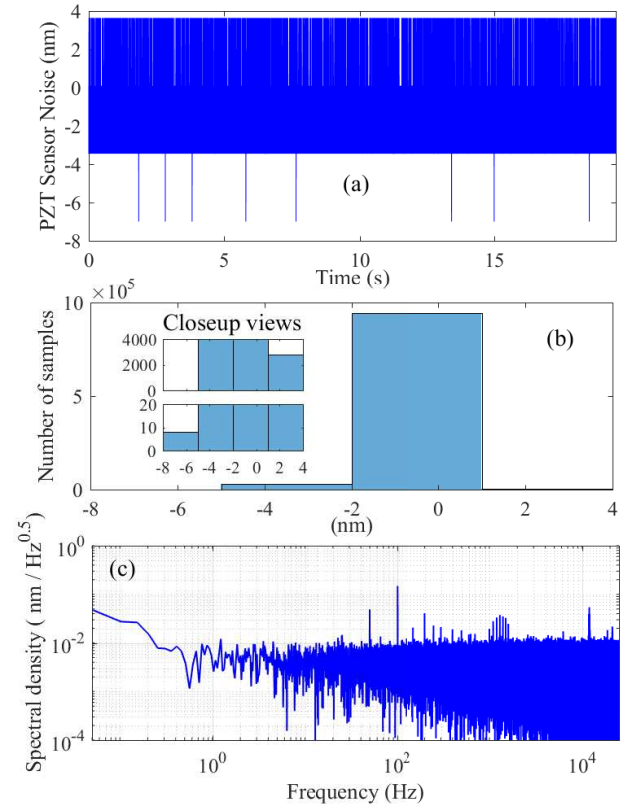 4
2
0
-2
-4
-6
-8
PZT Sensor Noise (nm)
(a)
0 5 10 15
Time (s)
×10^5
10
5
0
Number of samples
Closeup views
4000
2000
0
20
10
0
-8 -6 -4 -2 0 2 4
(b)
-8 -6 -4 -2 0 2 4
(nm)
10^0
10^-2
10^-4
Spectral density ( nm / Hz^0.5)
(c)
10^0 10^2 10^4
Frequency (Hz)